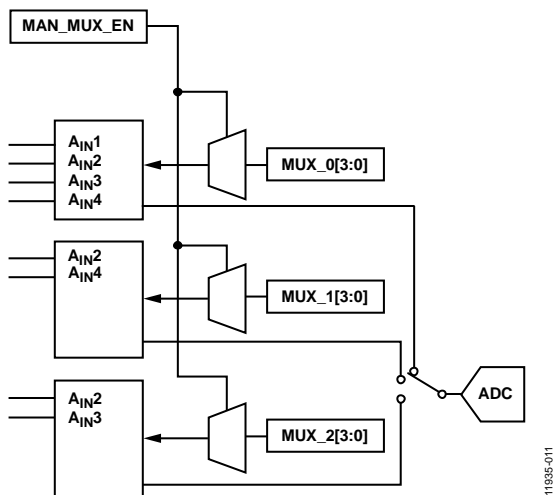 MAN_MUX_EN
AIN1
AIN2
AIN3
AIN4
MUX_0[3:0]
AIN2
AIN4
MUX_1[3:0]
ADC
AIN2
AIN3
MUX_2[3:0]
11935-011